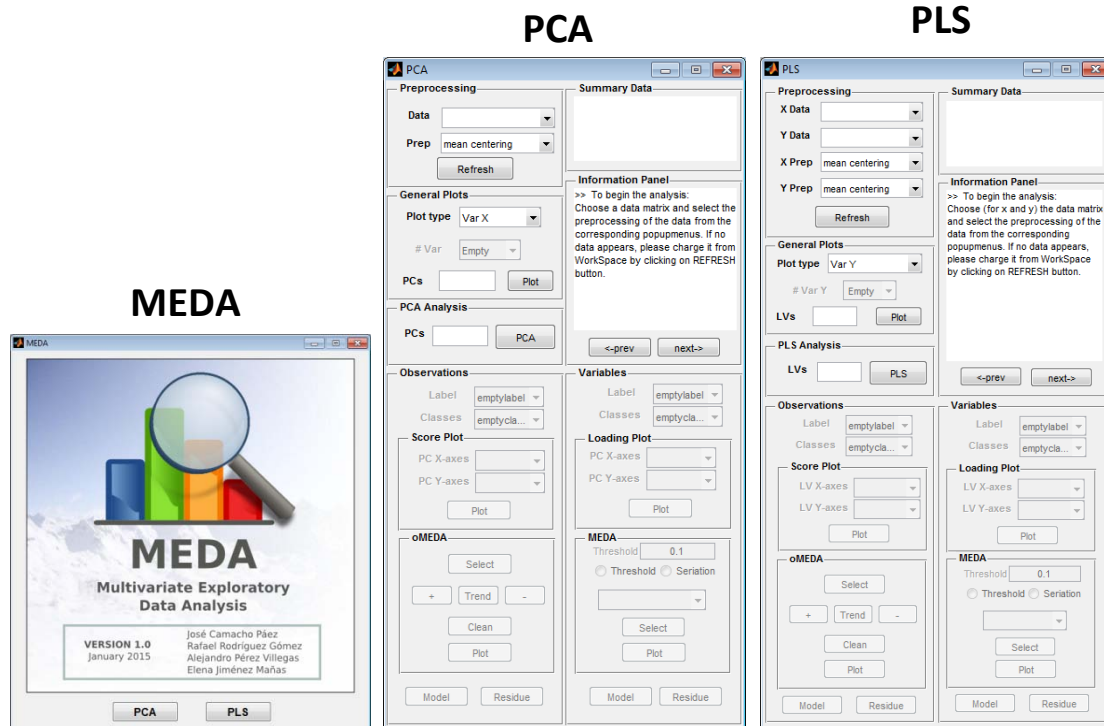 MEDA
MEDA
MEDA
Multivariate Exploratory
Data Analysis
VERSION 1.0
January 2015
José Camacho Páez
Rafael Rodríguez Gómez
Alejandro Pérez Villegas
Elena Jiménez Mañas
PCA
PLS
PCA
PCA
Preprocessing
Data
Prep
mean centering
Refresh
General Plots
Plot type
Var X
# Var
Empty
PCs
Plot
PCA Analysis
PCs
PCA
Summary Data
Information Panel
>> To begin the analysis:
Choose a data matrix and select the
preprocessing of the data from the
corresponding popupmenus. If no
data appears, please charge it from
WorkSpace by clicking on REFRESH
button.
<-prev
next->
Observations
Label
emptylabel
Classes
emptycla...
Score Plot
PC X-axes
PC Y-axes
Plot
oMEDA
Select
+
Trend
-
Clean
Plot
Model
Residue
Variables
Label
emptylabel
Classes
emptycla...
Loading Plot
PC X-axes
PC Y-axes
Plot
MEDA
Threshold
0.1
Threshold
Seriation
Select
Plot
Model
Residue
PLS
PLS
Preprocessing
X Data
Y Data
X Prep
mean centering
Y Prep
mean centering
Refresh
General Plots
Plot type
Var Y
# Var Y
Empty
LVs
Plot
PLS Analysis
LVs
PLS
Summary Data
Information Panel
>> To begin the analysis:
Choose (for x and y) the data matrix
and select the preprocessing of the
data from the corresponding
popupmenus. If no data appears,
please charge it from WorkSpace
by clicking on REFRESH button.
<-prev
next->
Observations
Label
emptylabel
Classes
emptycla...
Score Plot
LV X-axes
LV Y-axes
Plot
oMEDA
Select
+
Trend
-
Clean
Plot
Model
Residue
Variables
Label
emptylabel
Classes
emptycla...
Loading Plot
LV X-axes
LV Y-axes
Plot
MEDA
Threshold
0.1
Threshold
Seriation
Select
Plot
Model
Residue